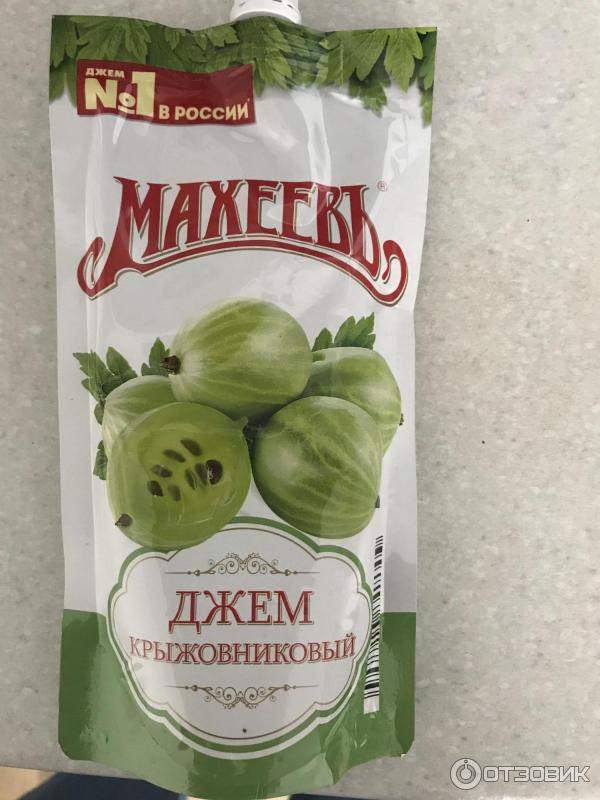 ДЖЕМ
№1 В РОССИИ
МАХЕЕВЪ®
ДЖЕМ
КРЫЖОВНИКОВЫЙ
ОТЗОВИК